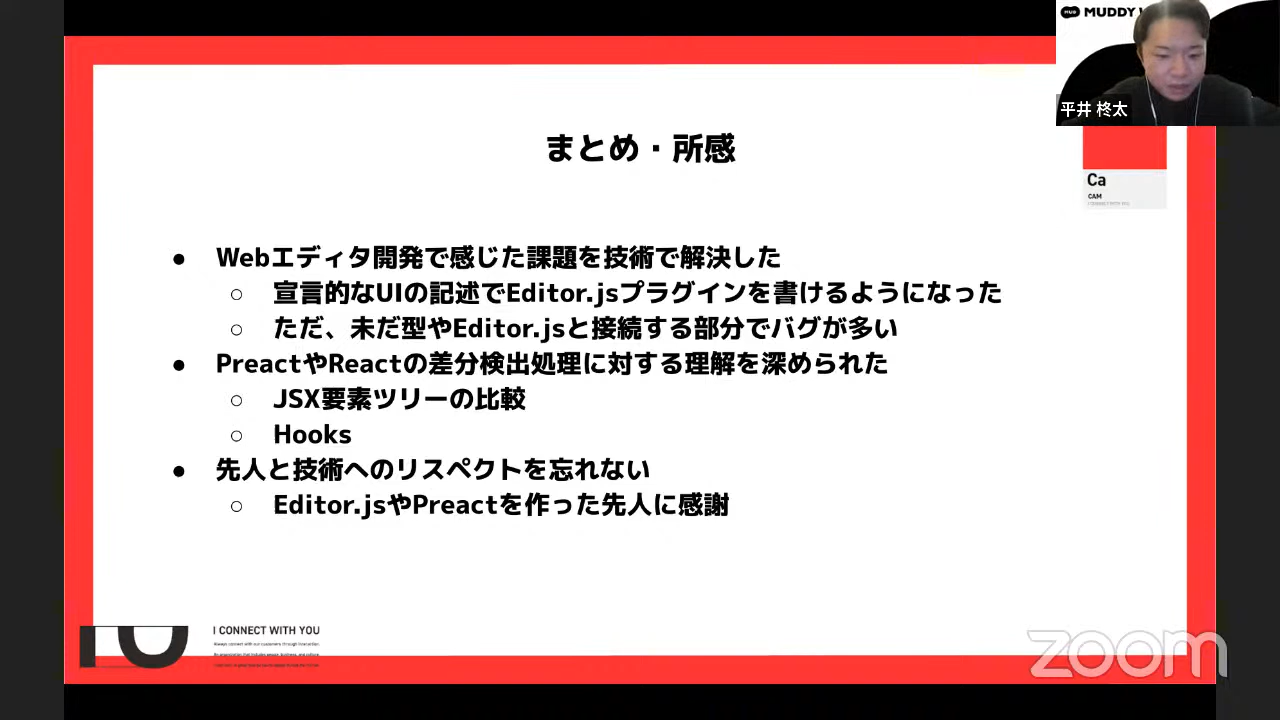 MUDDY
平井 柊太
まとめ・所感
Ca
CAM
● Webエディタ開発で感じた課題を技術で解決した
○ 宣言的なUIの記述でEditor.jsプラグインを書けるようになった
○ ただ、未だ型やEditor.jsと接続する部分でバグが多い
● PreactやReactの差分検出処理に対する理解を深められた
○ JSX要素ツリーの比較
○ Hooks
● 先人と技術へのリスペクトを忘れない
○ Editor.jsやPreactを作った先人に感謝
I CONNECT WITH YOU
Always connect with our customers through interaction.
zoom